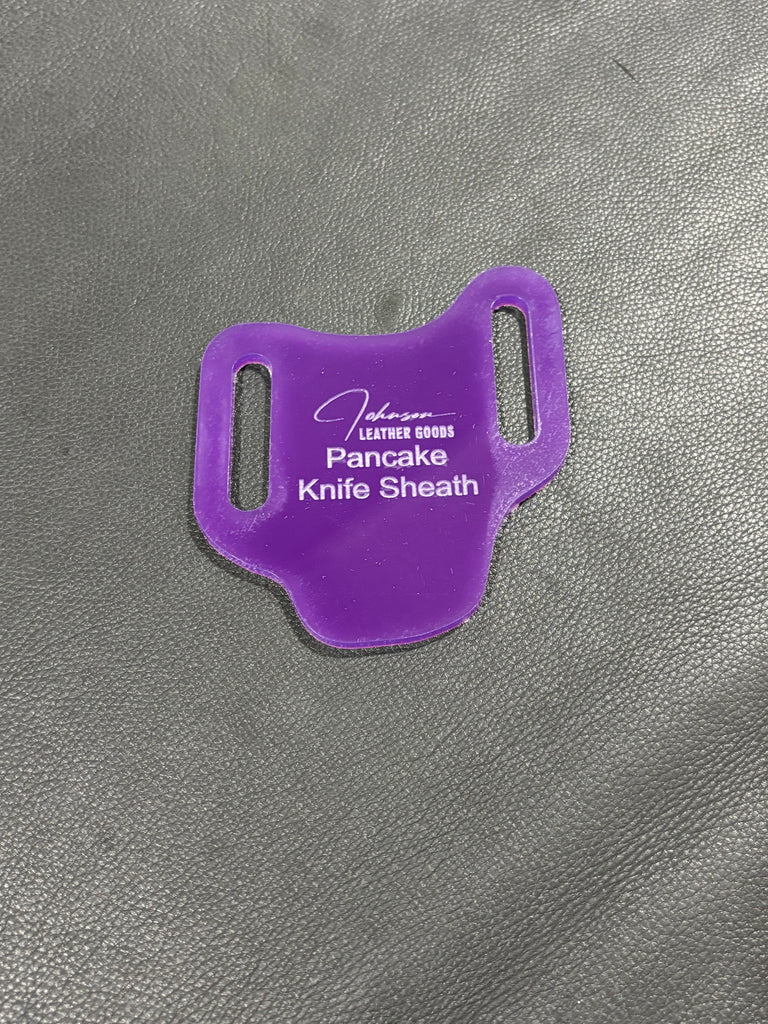 Johnson
LEATHER GOODS
Pancake
Knife Sheath